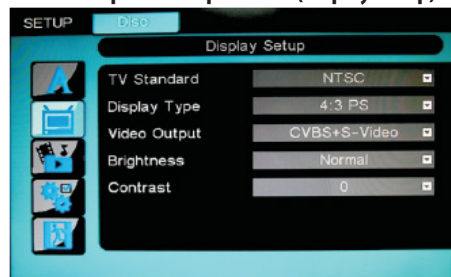 SETUP Disc
Display Setup
TV Standard NTSC
Display Type 4:3 PS
Video Output CVBS+S-Video
Brightness Normal
Contrast 0